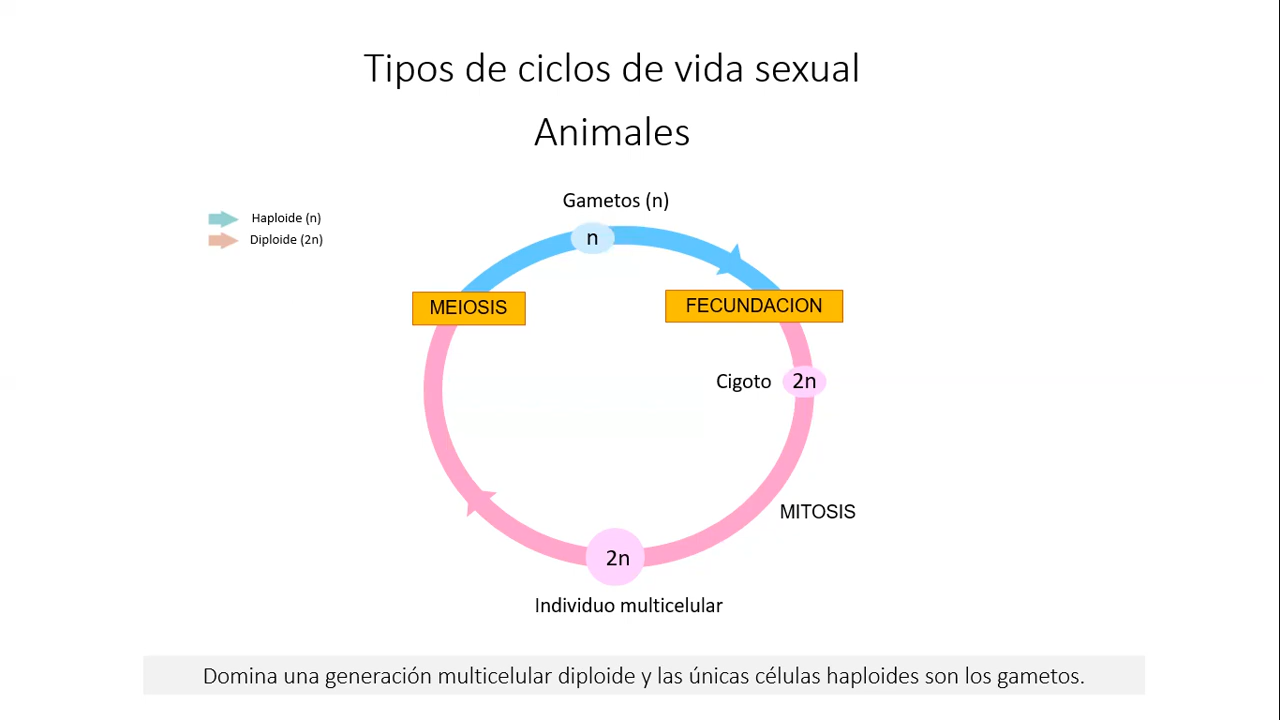 Tipos de ciclos de vida sexual
Animales
Gametos (n)
Haploide (n)
Diploide (2n)
n
MEIOSIS
FECUNDACION
Cigoto
2n
MITOSIS
2n
Individuo multicelular
Domina una generación multicelular diploide y las únicas células haploides son los gametos.